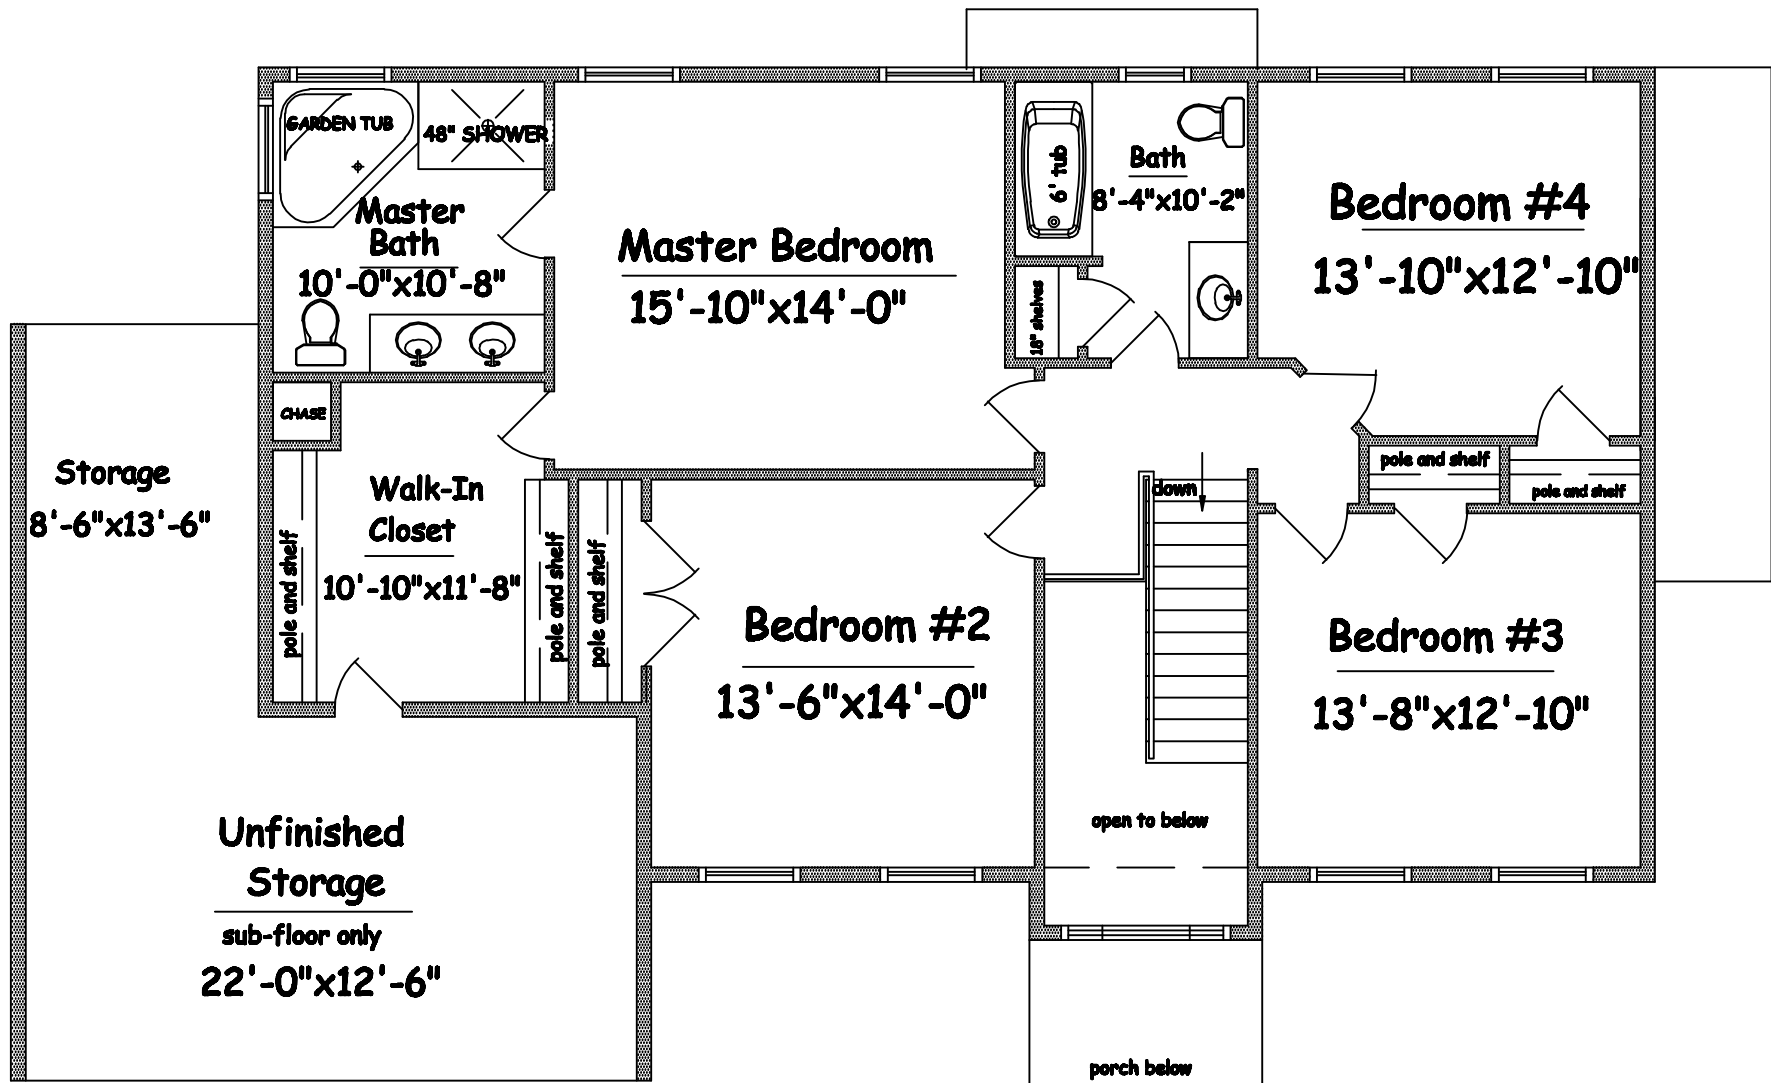 GARDEN TUB
48" SHOWER
Master
Bath
10'-0"x10'-8"
Master Bedroom
15'-10"x14'-0"
6' tub
Bath
8'-4"x10'-2"
18" shelves
Bedroom #4
13'-10"x12'-10"
CHASE
Storage
8'-6"x13'-6"
Walk-In
Closet
10'-10"x11'-8"
pole and shelf
pole and shelf
pole and shelf
down
pole and shelf
pole and shelf
Bedroom #2
13'-6"x14'-0"
Bedroom #3
13'-8"x12'-10"
open to below
Unfinished
Storage
sub-floor only
22'-0"x12'-6"
porch below